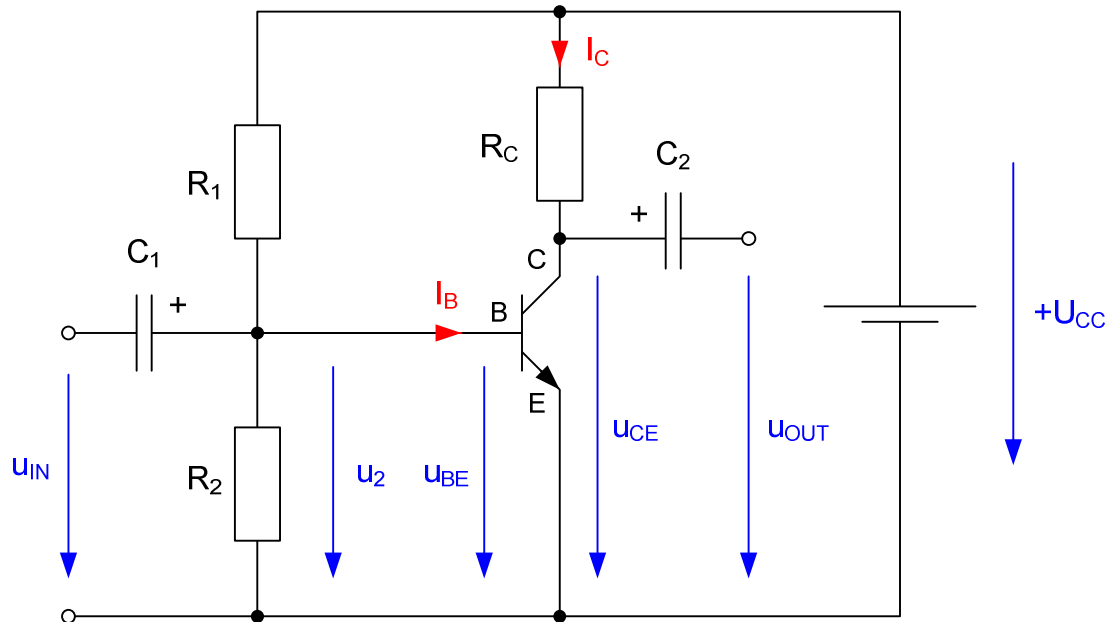 I_C
R_C
C_2
R_1
+
C_1
C
+
I_B
B
+U_CC
E
u_CE
u_OUT
u_IN
R_2
u_2
u_BE